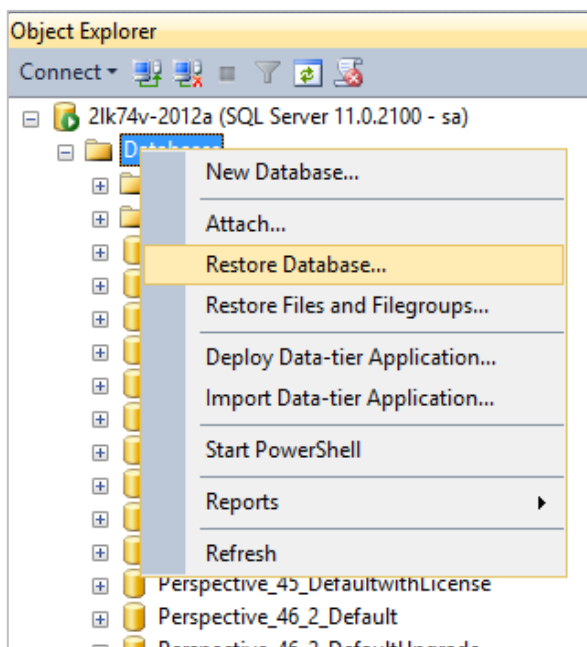 Object Explorer
Connect
2lk74v-2012a (SQL Server 11.0.2100 - sa)
Databases
New Database...
Attach...
Restore Database...
Restore Files and Filegroups...
Deploy Data-tier Application...
Import Data-tier Application...
Start PowerShell
Reports
Refresh
Perspective_45_DefaultwithLicense
Perspective_46_2_Default